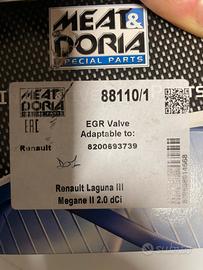 MEAT &
DORIA
SPECIAL PARTS
MEAT &
DORIA
88110/1
EAC
EGR Valve
Adaptable to:
Renault
8200693739
Renault Laguna III
Megane II 2.0 dCi